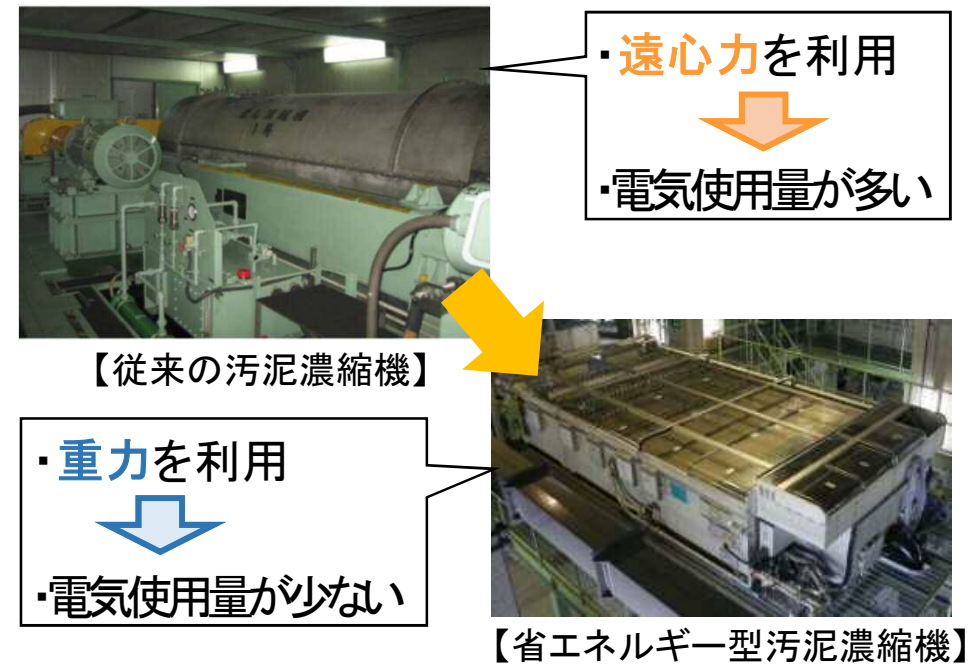 ・遠心力を利用
・電気使用量が多い
【従来の汚泥濃縮機】
・重力を利用
・電気使用量が少ない
【省エネルギー型汚泥濃縮機】